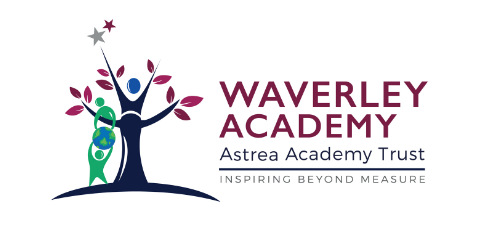 WAVERLEY
ACADEMY
Astrea Academy Trust
INSPIRING BEYOND MEASURE